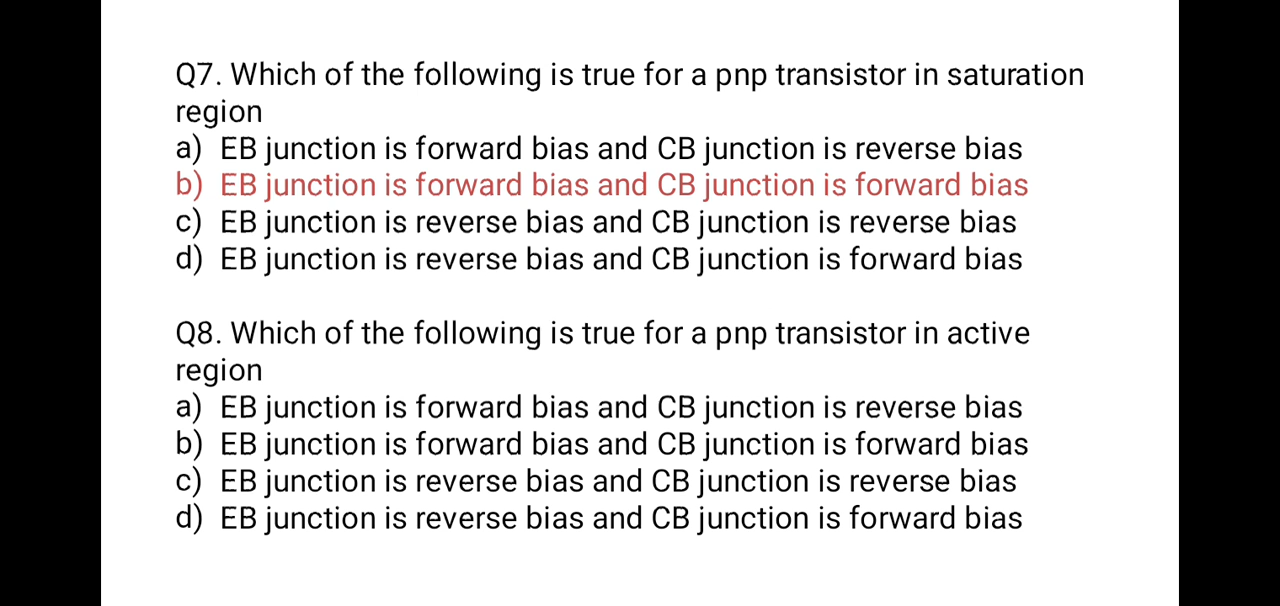 Q7. Which of the following is true for a pnp transistor in saturation
region
a) EB junction is forward bias and CB junction is reverse bias
b) EB junction is forward bias and CB junction is forward bias
c) EB junction is reverse bias and CB junction is reverse bias
d) EB junction is reverse bias and CB junction is forward bias
Q8. Which of the following is true for a pnp transistor in active
region
a) EB junction is forward bias and CB junction is reverse bias
b) EB junction is forward bias and CB junction is forward bias
c) EB junction is reverse bias and CB junction is reverse bias
d) EB junction is reverse bias and CB junction is forward bias